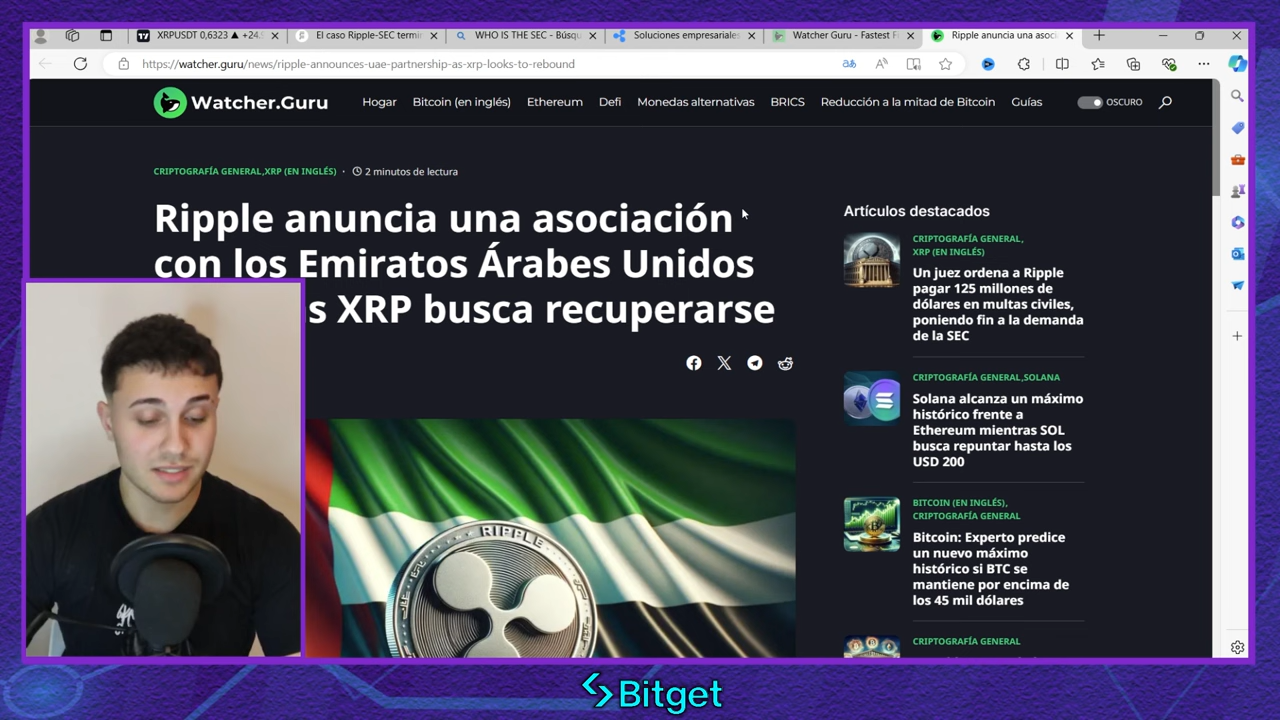 XRPUSDT 0,6323 ▲ +24.
El caso Ripple-SEC termi
WHO IS THE SEC - Búsq
Soluciones empresariales
Watcher Guru - Fastest F
Ripple anuncia una asoci
https://watcher.guru/news/ripple-announces-uae-partnership-as-xrp-looks-to-rebound
Watcher.Guru
Hogar
Bitcoin (en inglés)
Ethereum
Defi
Monedas alternativas
BRICS
Reducción a la mitad de Bitcoin
Guías
OSCURO
CRIPTOGRAFÍA GENERAL,XRP (EN INGLÉS) · 2 minutos de lectura
Ripple anuncia una asociación
con los Emiratos Árabes Unidos
s XRP busca recuperarse
RIPPLE
Artículos destacados
CRIPTOGRAFÍA GENERAL,
XRP (EN INGLÉS)
Un juez ordena a Ripple
pagar 125 millones de
dólares en multas civiles,
poniendo fin a la demanda
de la SEC
CRIPTOGRAFÍA GENERAL,SOLANA
Solana alcanza un máximo
histórico frente a
Ethereum mientras SOL
busca repuntar hasta los
USD 200
BITCOIN (EN INGLÉS),
CRIPTOGRAFÍA GENERAL
Bitcoin: Experto predice
un nuevo máximo
histórico si BTC se
mantiene por encima de
los 45 mil dólares
CRIPTOGRAFÍA GENERAL
Bitget